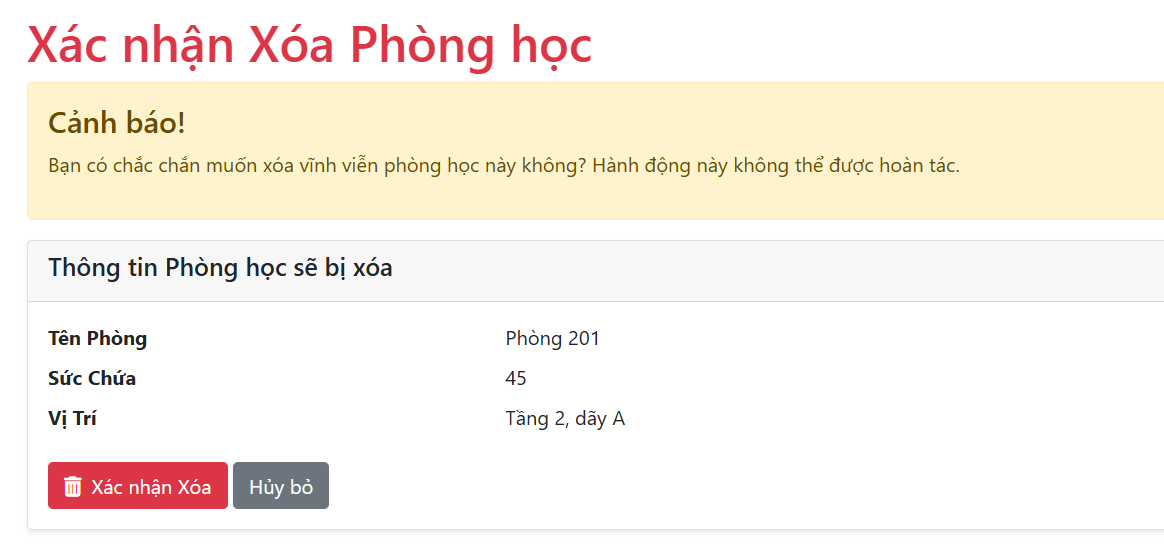 Xác nhận Xóa Phòng học
Cảnh báo!
Bạn có chắc chắn muốn xóa vĩnh viễn phòng học này không? Hành động này không thể được hoàn tác.
Thông tin Phòng học sẽ bị xóa
Tên Phòng Phòng 201
Sức Chứa 45
Vị Trí Tầng 2, dãy A
Xác nhận Xóa Hủy bỏ